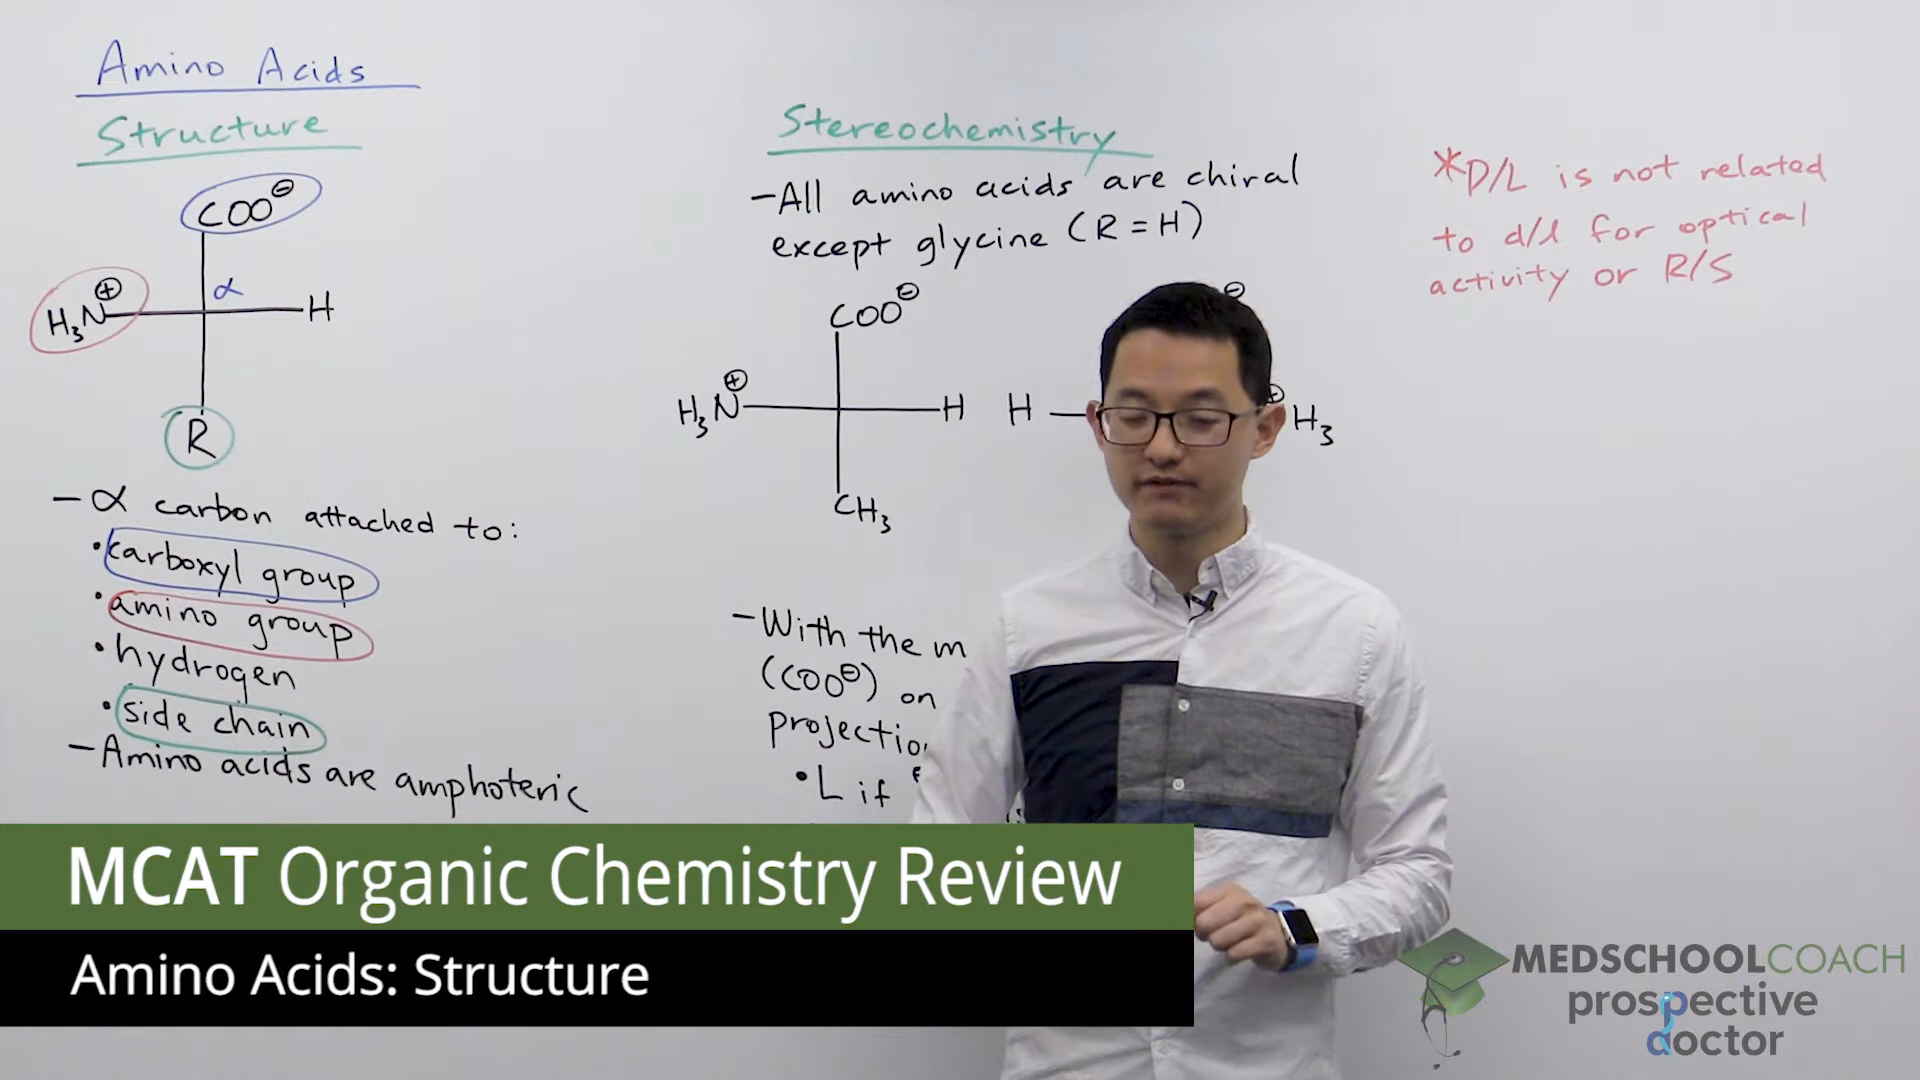 Amino Acids
Structure
COO⊖
α
H₃N⊕
H
R
- α carbon attached to:
• carboxyl group
• amino group
• hydrogen
• side chain
- Amino acids are amphoteric
Stereochemistry
- All amino acids are chiral
except glycine (R = H)
COO⊖
H₃N⊕
H
CH₃
H
⊖
⊕
H₃
- With the
(COO⊖) on
• L if
*D/L is not related
to d/l for optical
activity or R/S
MCAT Organic Chemistry Review
Amino Acids: Structure
MEDSCHOOLCOACH
prospective
doctor